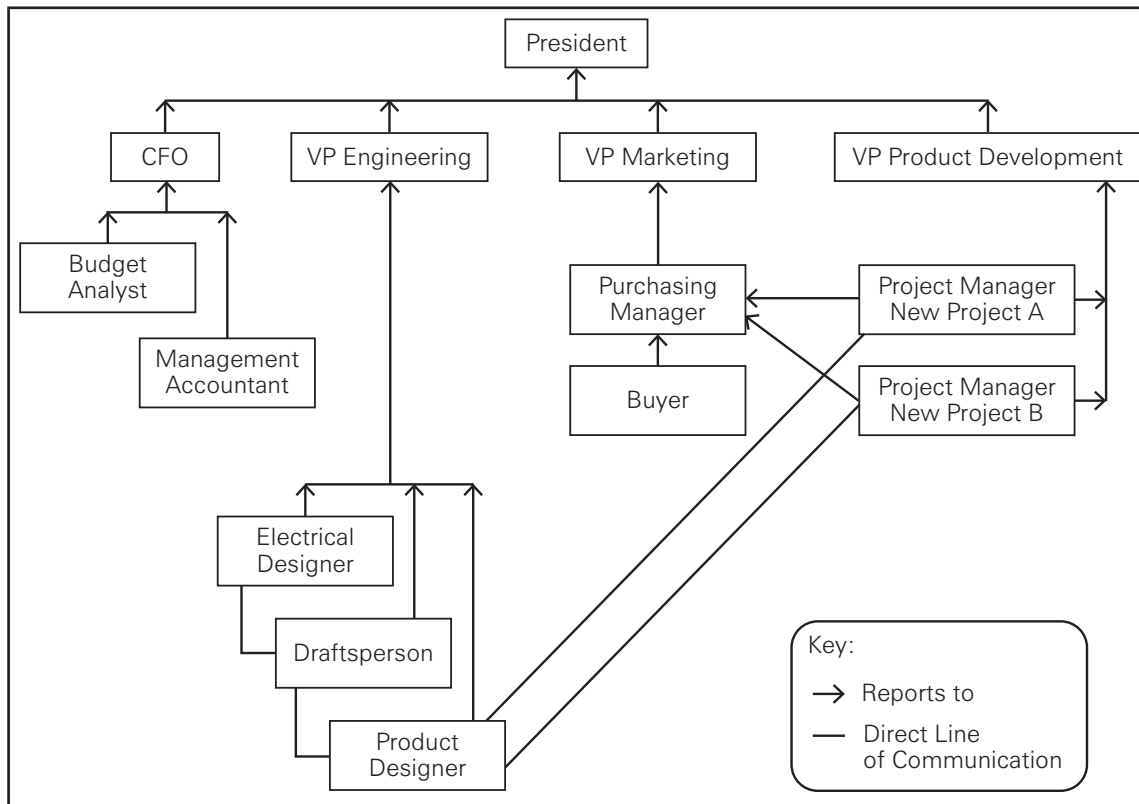 President
CFO
VP Engineering
VP Marketing
VP Product Development
Budget
Analyst
Management
Accountant
Purchasing
Manager
Project Manager
New Project A
Buyer
Project Manager
New Project B
Electrical
Designer
Draftsperson
Product
Designer
Key:
Reports to
Direct Line
of Communication